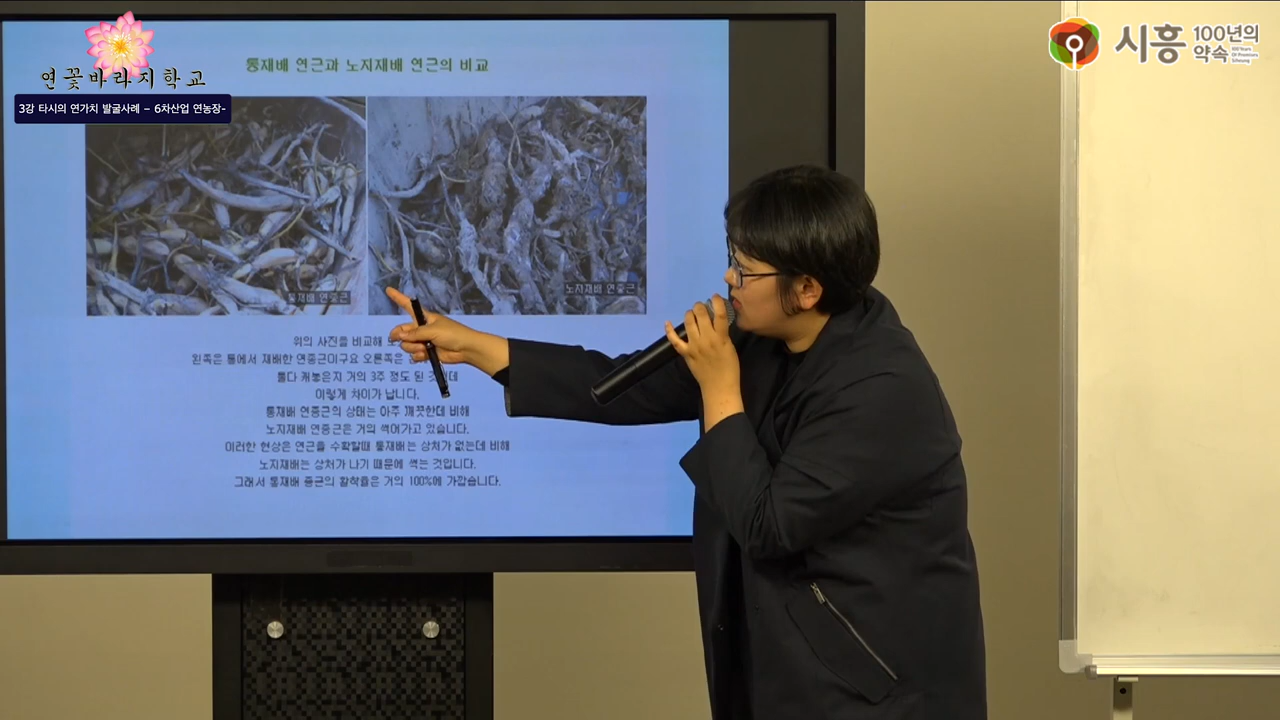 연꽃바라지학교
3강 타시의 연가치 발굴사례 – 6차산업 연농장-
시흥 100년의 약속
통재배 연근과 노지재배 연근의 비교
통재배 연종근
노지재배 연종근
위의 사진을 비교해
왼쪽은 통에서 재배한 연종근이구요 오른쪽은
둘다 캐놓은지 거의 3주 정도 된
이렇게 차이가 납니다.
통재배 연종근의 상태는 아주 깨끗한데 비해
노지재배 연종근은 거의 썩어가고 있습니다.
이러한 현상은 연근을 수확할때 통재배는 상처가 없는데 비해
노지재배는 상처가 나기 때문에 썩는 것입니다.
그래서 통재배 종근의 활착율은 거의 100%에 가깝습니다.